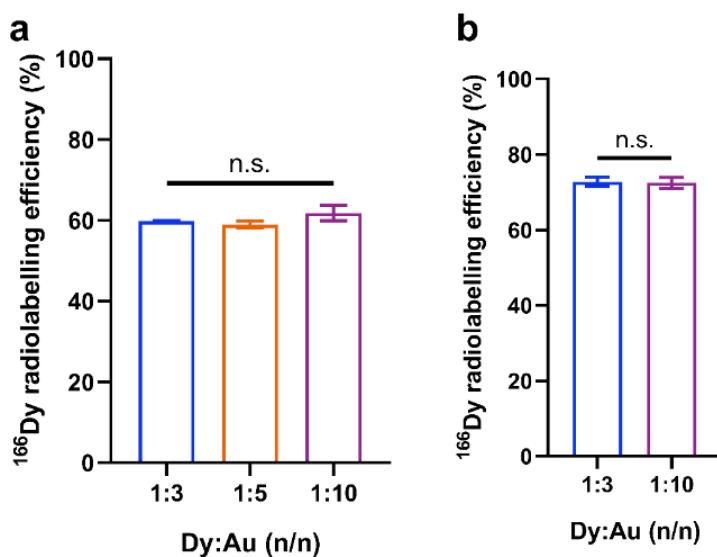 a
¹⁶⁶Dy radiolabelling efficiency (%)
100
80
60
40
20
0
n.s.
1:3 1:5 1:10
Dy:Au (n/n)
b
¹⁶⁶Dy radiolabelling efficiency (%)
100
80
60
40
20
0
n.s.
1:3 1:10
Dy:Au (n/n)